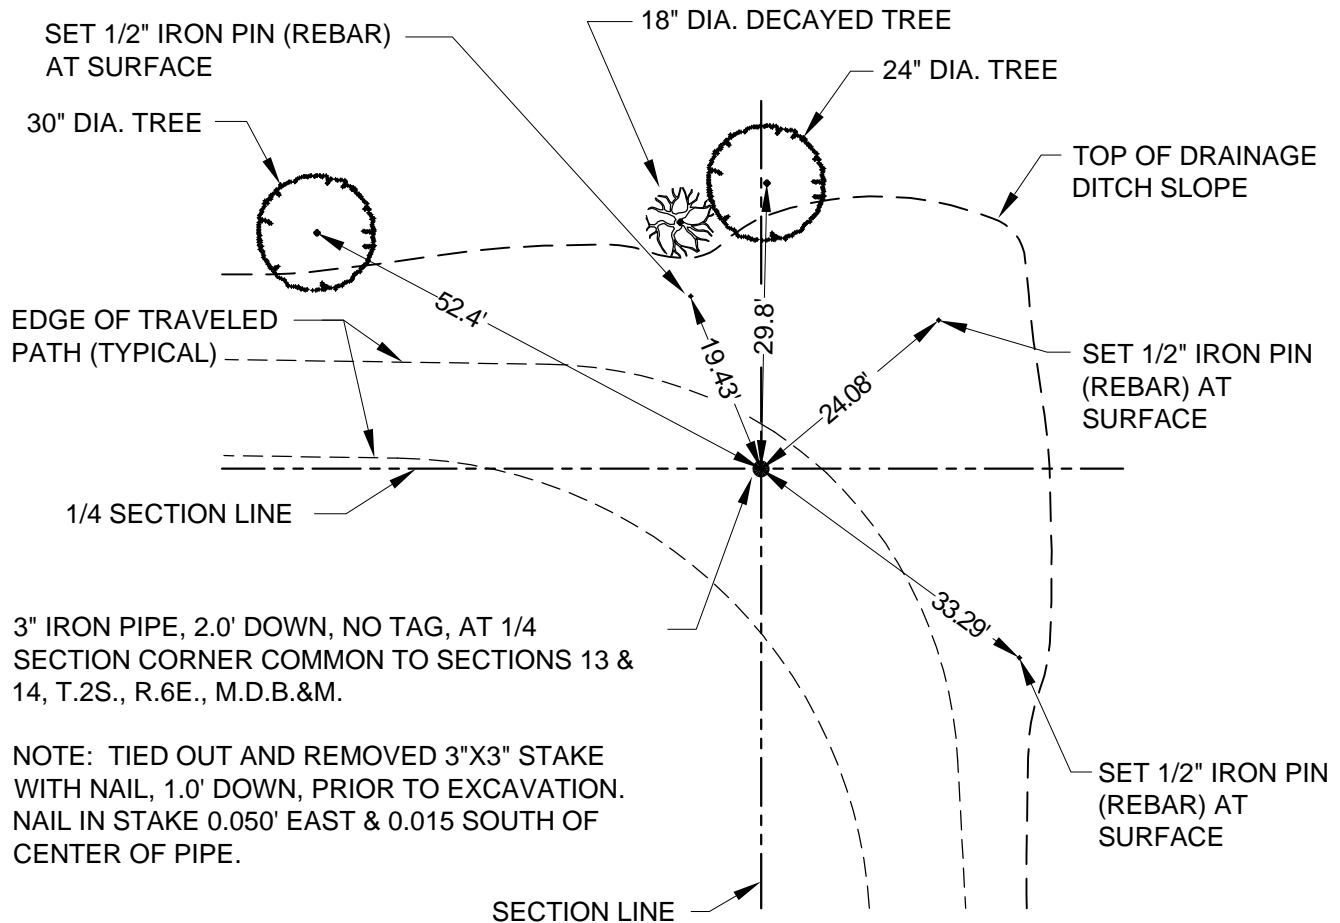 18" DIA. DECAYED TREE
SET 1/2" IRON PIN (REBAR)
AT SURFACE
24" DIA. TREE
30" DIA. TREE
TOP OF DRAINAGE
DITCH SLOPE
52.4'
19.43'
29.8'
24.08'
EDGE OF TRAVELED
PATH (TYPICAL)
SET 1/2" IRON PIN
(REBAR) AT
SURFACE
1/4 SECTION LINE
33.29'
3" IRON PIPE, 2.0' DOWN, NO TAG, AT 1/4
SECTION CORNER COMMON TO SECTIONS 13 &
14, T.2S., R.6E., M.D.B.&M.
NOTE: TIED OUT AND REMOVED 3"X3" STAKE
WITH NAIL, 1.0' DOWN, PRIOR TO EXCAVATION.
NAIL IN STAKE 0.050' EAST & 0.015 SOUTH OF
CENTER OF PIPE.
SET 1/2" IRON PIN
(REBAR) AT
SURFACE
SECTION LINE